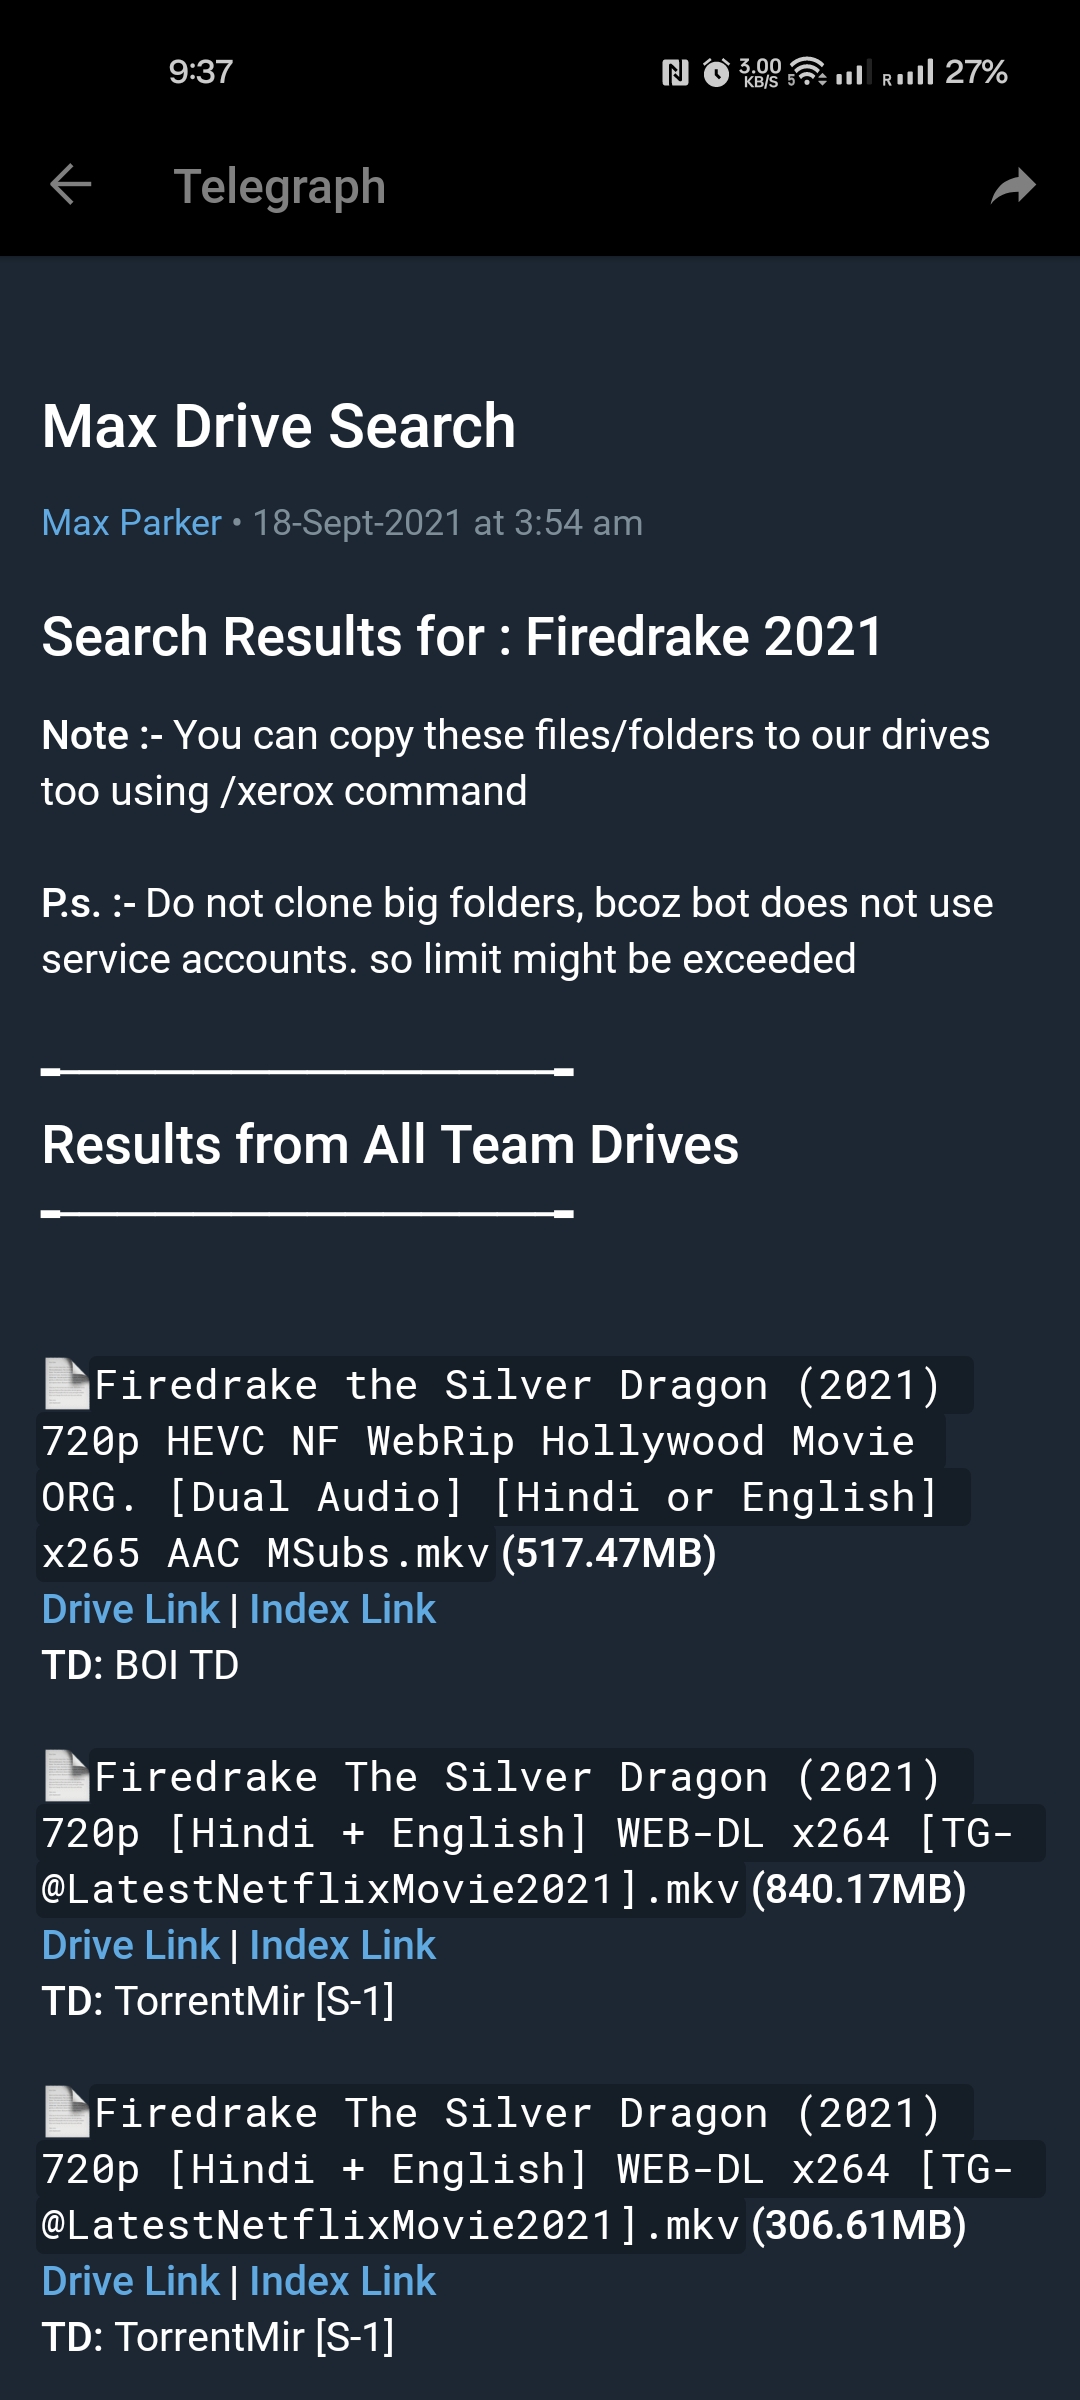 9:37
3.00
KB/S
5
R
27%
Telegraph
Max Drive Search
Max Parker • 18-Sept-2021 at 3:54 am
Search Results for : Firedrake 2021
Note :- You can copy these files/folders to our drives
too using /xerox command
P.s. :- Do not clone big folders, bcoz bot does not use
service accounts. so limit might be exceeded
Results from All Team Drives
Firedrake the Silver Dragon (2021)
720p HEVC NF WebRip Hollywood Movie
ORG. [Dual Audio] [Hindi or English]
x265 AAC MSubs.mkv (517.47MB)
Drive Link | Index Link
TD: BOI TD
Firedrake The Silver Dragon (2021)
720p [Hindi + English] WEB-DL x264 [TG-
@LatestNetflixMovie2021].mkv (840.17MB)
Drive Link | Index Link
TD: TorrentMir [S-1]
Firedrake The Silver Dragon (2021)
720p [Hindi + English] WEB-DL x264 [TG-
@LatestNetflixMovie2021].mkv (306.61MB)
Drive Link | Index Link
TD: TorrentMir [S-1]